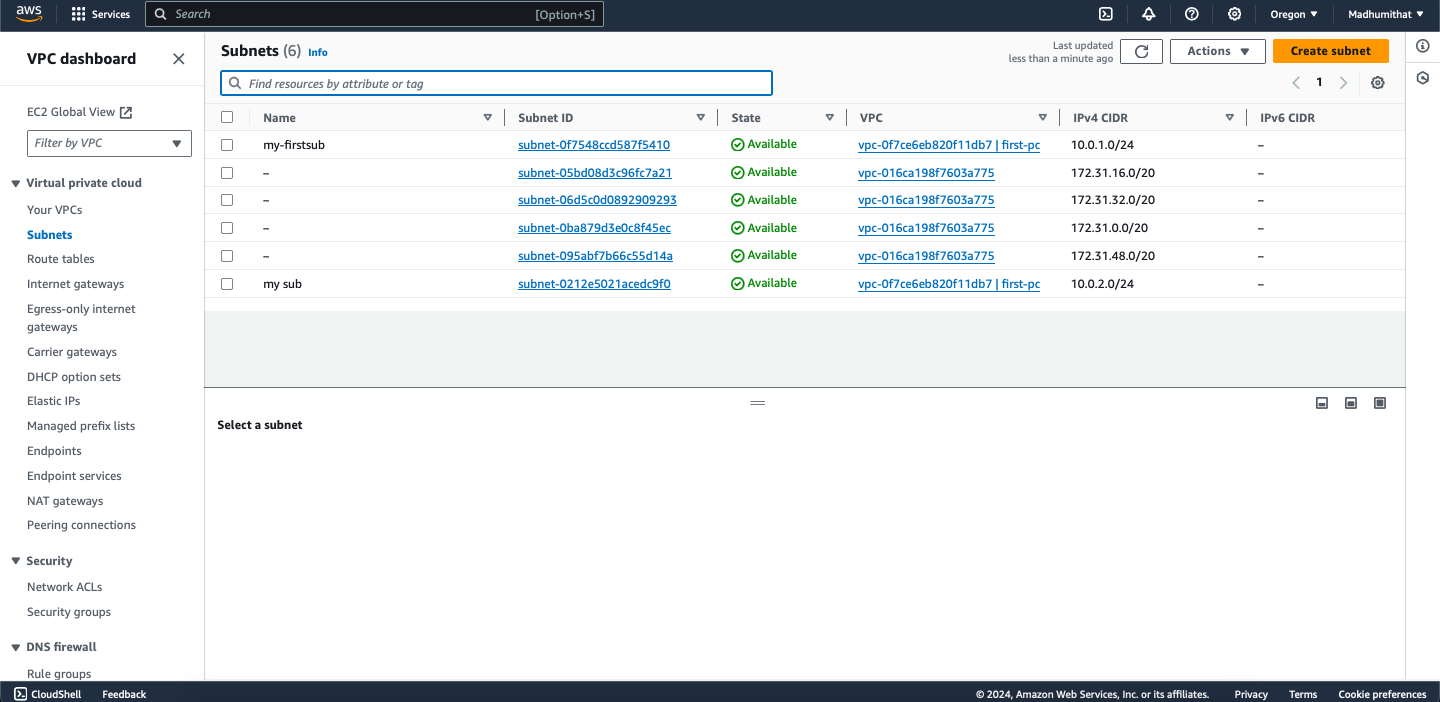 aws Services Search [Option+S] Oregon Madhumithat
VPC dashboard
EC2 Global View
Filter by VPC
Virtual private cloud
Your VPCs
Subnets
Route tables
Internet gateways
Egress-only internet
gateways
Carrier gateways
DHCP option sets
Elastic IPs
Managed prefix lists
Endpoints
Endpoint services
NAT gateways
Peering connections
Security
Network ACLs
Security groups
DNS firewall
Rule groups
Subnets (6) Info
Last updated
less than a minute ago
Actions
Create subnet
Find resources by attribute or tag
1
Name Subnet ID State VPC IPv4 CIDR IPv6 CIDR
my-firstsub subnet-0f7548ccd587f5410 Available vpc-0f7ce6eb820f11db7 | first-pc 10.0.1.0/24 –
– subnet-05bd08d3c96fc7a21 Available vpc-016ca198f7603a775 172.31.16.0/20 –
– subnet-06d5c0d0892909293 Available vpc-016ca198f7603a775 172.31.32.0/20 –
– subnet-0ba879d3e0c8f45ec Available vpc-016ca198f7603a775 172.31.0.0/20 –
– subnet-095abf7b66c55d14a Available vpc-016ca198f7603a775 172.31.48.0/20 –
my sub subnet-0212e5021acedc9f0 Available vpc-0f7ce6eb820f11db7 | first-pc 10.0.2.0/24 –
Select a subnet
CloudShell Feedback © 2024, Amazon Web Services, Inc. or its affiliates. Privacy Terms Cookie preferences